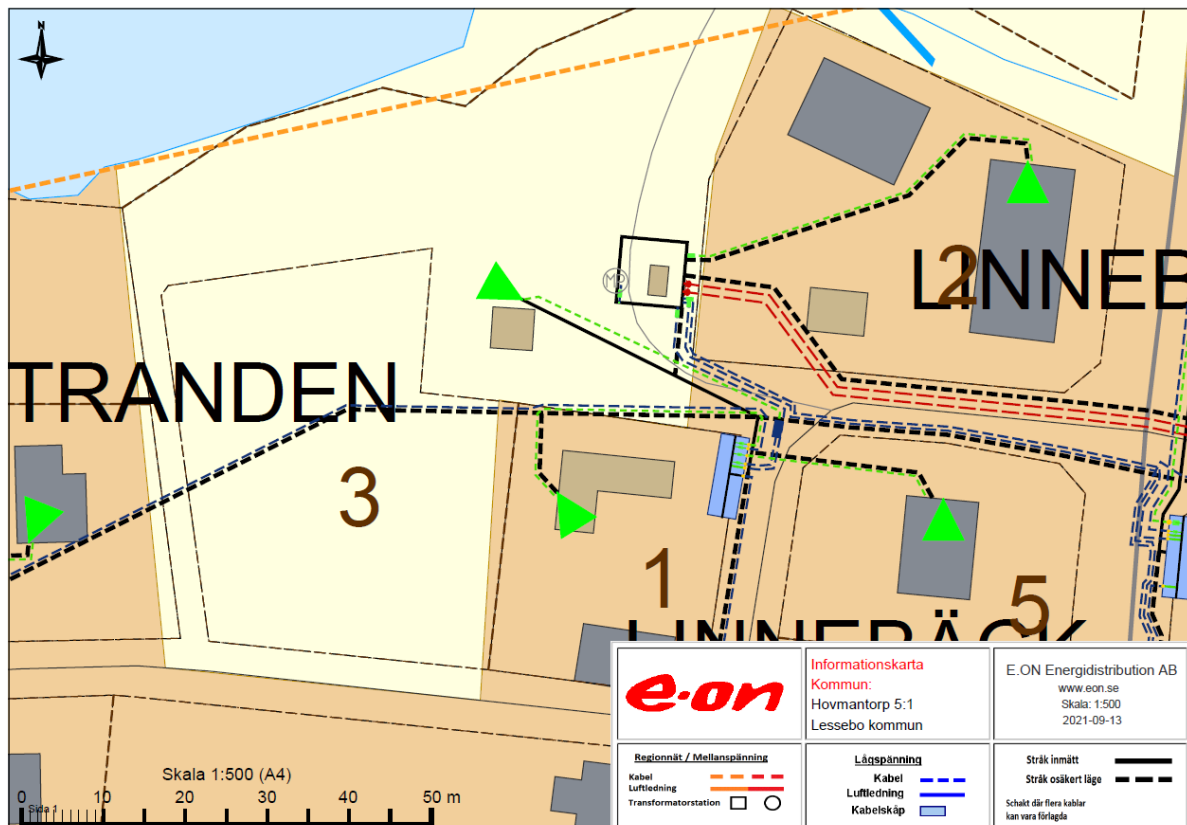 N
MP
LINNEB
2
TRANDEN
3
1
5
LINNEBÄCK
e·on
Informationskarta
Kommun:
Hovmantorp 5:1
Lessebo kommun
E.ON Energidistribution AB
www.eon.se
Skala: 1:500
2021-09-13
Regionnät / Mellanspänning
Kabel
Luftledning
Transformatorstation
Lågspänning
Kabel
Luftledning
Kabelskåp
Stråk inmätt
Stråk osäkert läge
Schakt där flera kablar
kan vara förlagda
Skala 1:500 (A4)
0 10 20 30 40 50 m
Sida 1